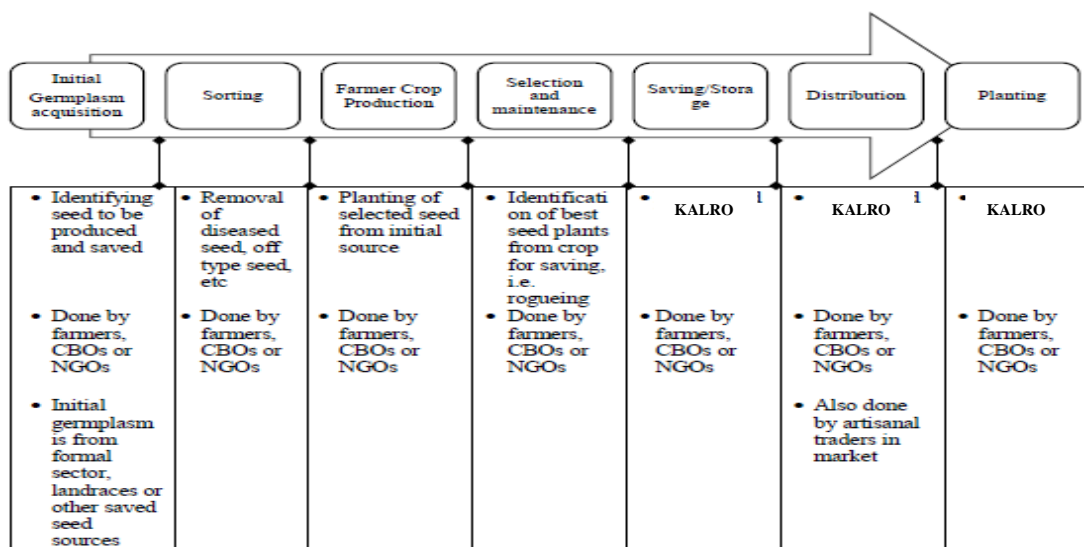 Initial
Germplasm
acquisition
Sorting
Farmer Crop
Production
Selection
and
maintenance
Saving/Stora
ge
Distribution
Planting
• Identifying
seed to be
produced
and saved
• Done by
farmers,
CBOs or
NGOs
• Initial
germplasm
is from
formal
sector,
landraces or
other saved
seed
sources
• Removal
of
diseased
seed, off
type seed,
etc
• Done by
farmers,
CBOs or
NGOs
• Planting of
selected seed
from initial
source
• Done by
farmers,
CBOs or
NGOs
• Identificati
on of best
seed plants
from crop
for saving,
i.e.
rogueing
• Done by
farmers,
CBOs or
NGOs
• KALRO
• Done by
farmers,
CBOs or
NGOs
• KALRO
• Done by
farmers,
CBOs or
NGOs
• Also done
by artisanal
traders in
market
• KALRO
• Done by
farmers,
CBOs or
NGOs